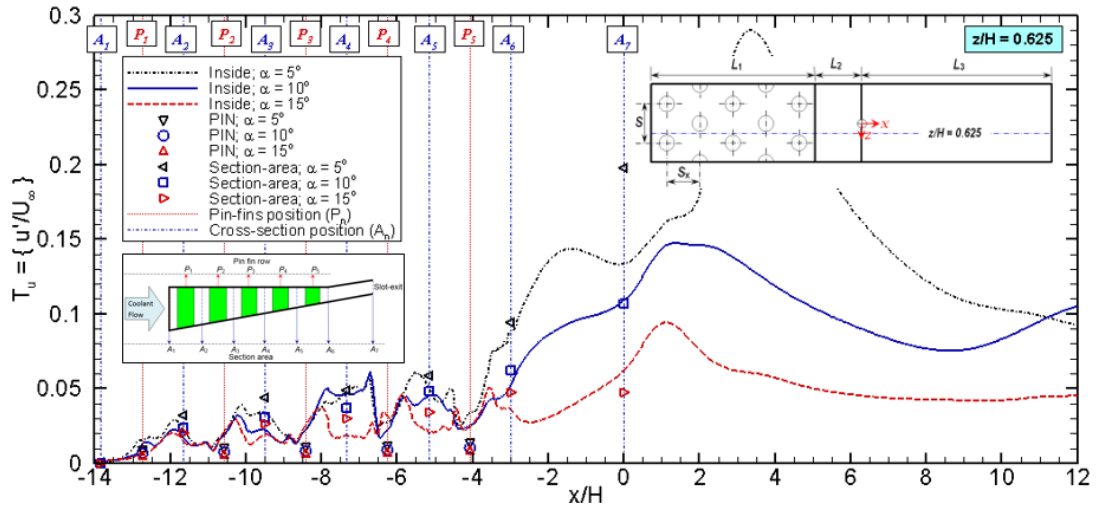 0.3
A1 P1 A2 P2 A3 P3 A4 P4 A5 P5 A6 A7
z/H = 0.625
Inside; α = 5°
Inside; α = 10°
Inside; α = 15°
PIN; α = 5°
PIN; α = 10°
PIN; α = 15°
Section-area; α = 5°
Section-area; α = 10°
Section-area; α = 15°
Pin-fins position (Pn)
Cross-section position (An)
L1 L2 L3
S
Sx
x
z
z/H = 0.625
Pin fin row
P1 P2 P3 P4 P5
Coolant
Flow
Slot-exit
A1 A2 A3 A4 A5 A6 A7
Section area
0.25
0.2
0.15
0.1
0.05
0
Tu = { u'/U∞ }
-14 -12 -10 -8 -6 -4 -2 0 2 4 6 8 10 12
x/H